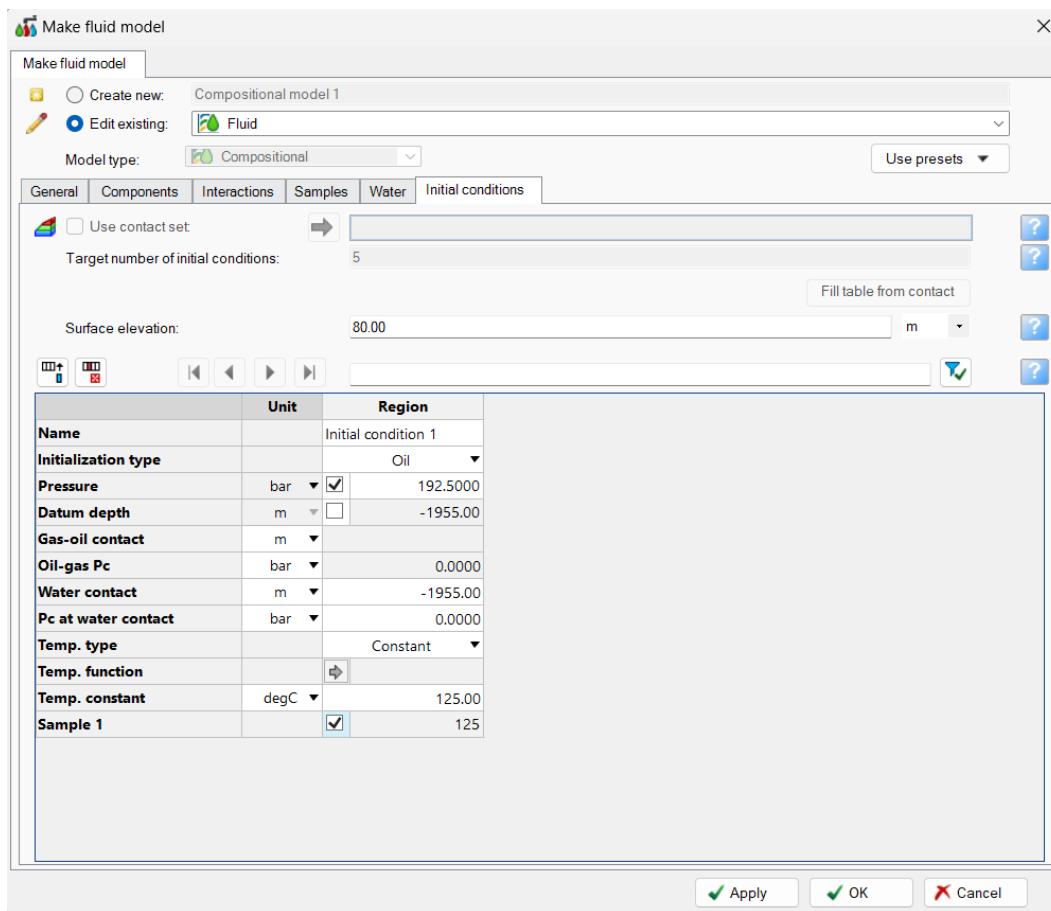 Make fluid model
Make fluid model
Create new: Compositional model 1
Edit existing: Fluid
Model type: Compositional Use presets
General Components Interactions Samples Water Initial conditions
Use contact set:
?
Target number of initial conditions: 5
?
Fill table from contact
Surface elevation: 80.00 m
?
?
Unit Region
Name Initial condition 1
Initialization type Oil
Pressure bar 192.5000
Datum depth m -1955.00
Gas-oil contact m
Oil-gas Pc bar 0.0000
Water contact m -1955.00
Pc at water contact bar 0.0000
Temp. type Constant
Temp. function
Temp. constant degC 125.00
Sample 1 125
Apply OK Cancel